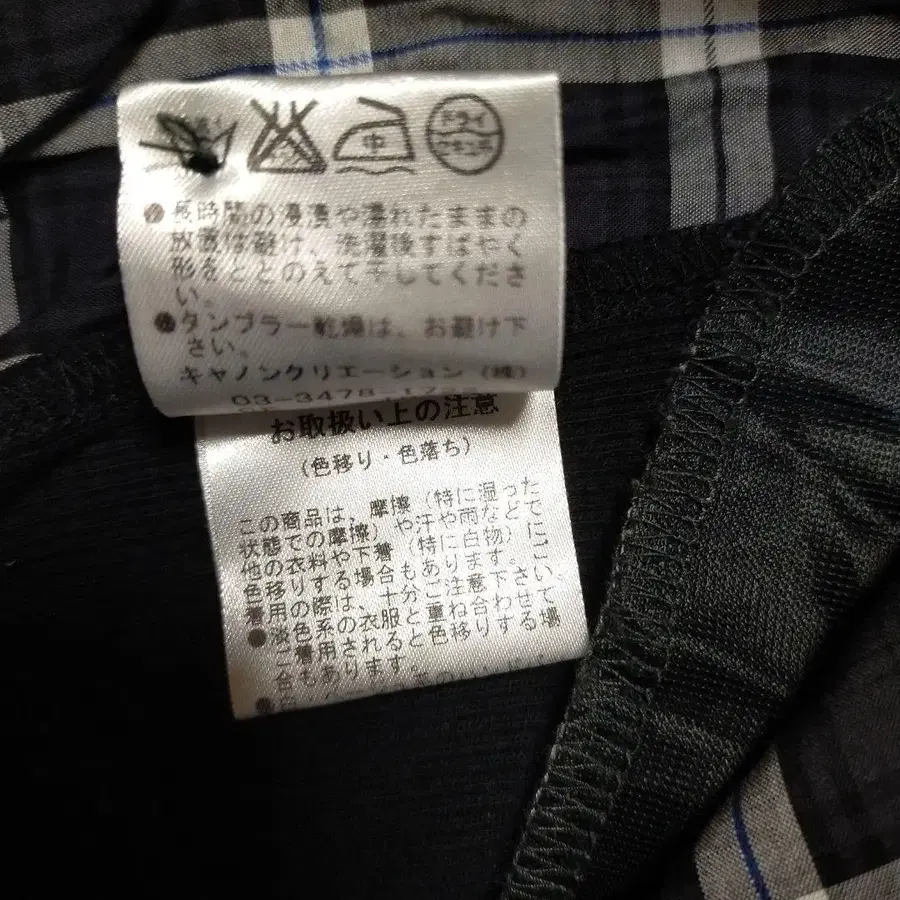 中
ドライ
セキユ系
● 長時間の浸漬や濡れたままの
放置は避け、洗濯後すばやく
形をととのえて干してくださ
い。
● タンブラー乾燥は、お避け下
さい。
キャノンクリエーション（株）
03-3478-1722
お取扱い上の注意
（色移り・色落ち）
この商品は、摩擦（特に湿った
状態での摩擦）や汗や雨などで
他の衣料や下着（特に白物）に
色移りする場合もあります。こ
着用の際は、十分ご注意下さい。
● 淡色系の衣服と重ね合わせて
ご着用されると色移りする場
合もあります。